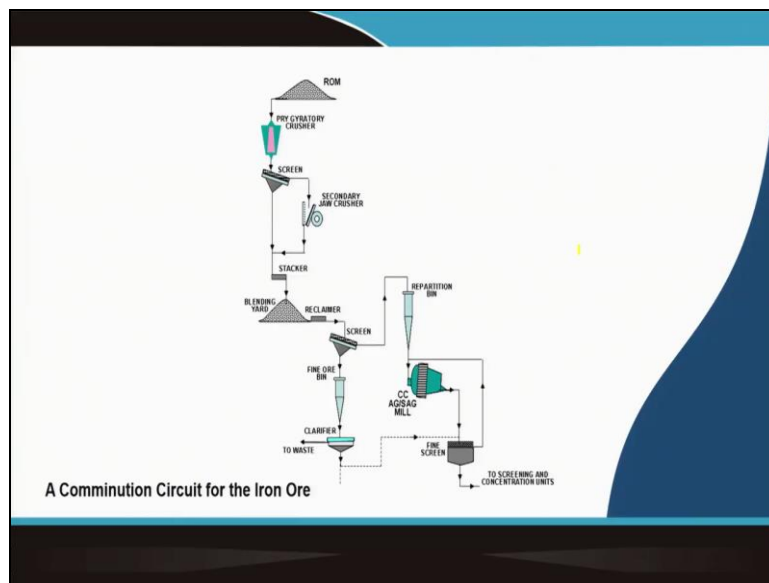 ROM
PRY GYRATORY
CRUSHER
SCREEN
SECONDARY
JAW CRUSHER
STACKER
BLENDING
YARD
RECLAIMER
REPARTITION
BIN
SCREEN
FINE ORE
BIN
CC
AG/SAG
MILL
CLARIFIER
TO WASTE
FINE
SCREEN
TO SCREENING AND
CONCENTRATION UNITS
A Comminution Circuit for the Iron Ore